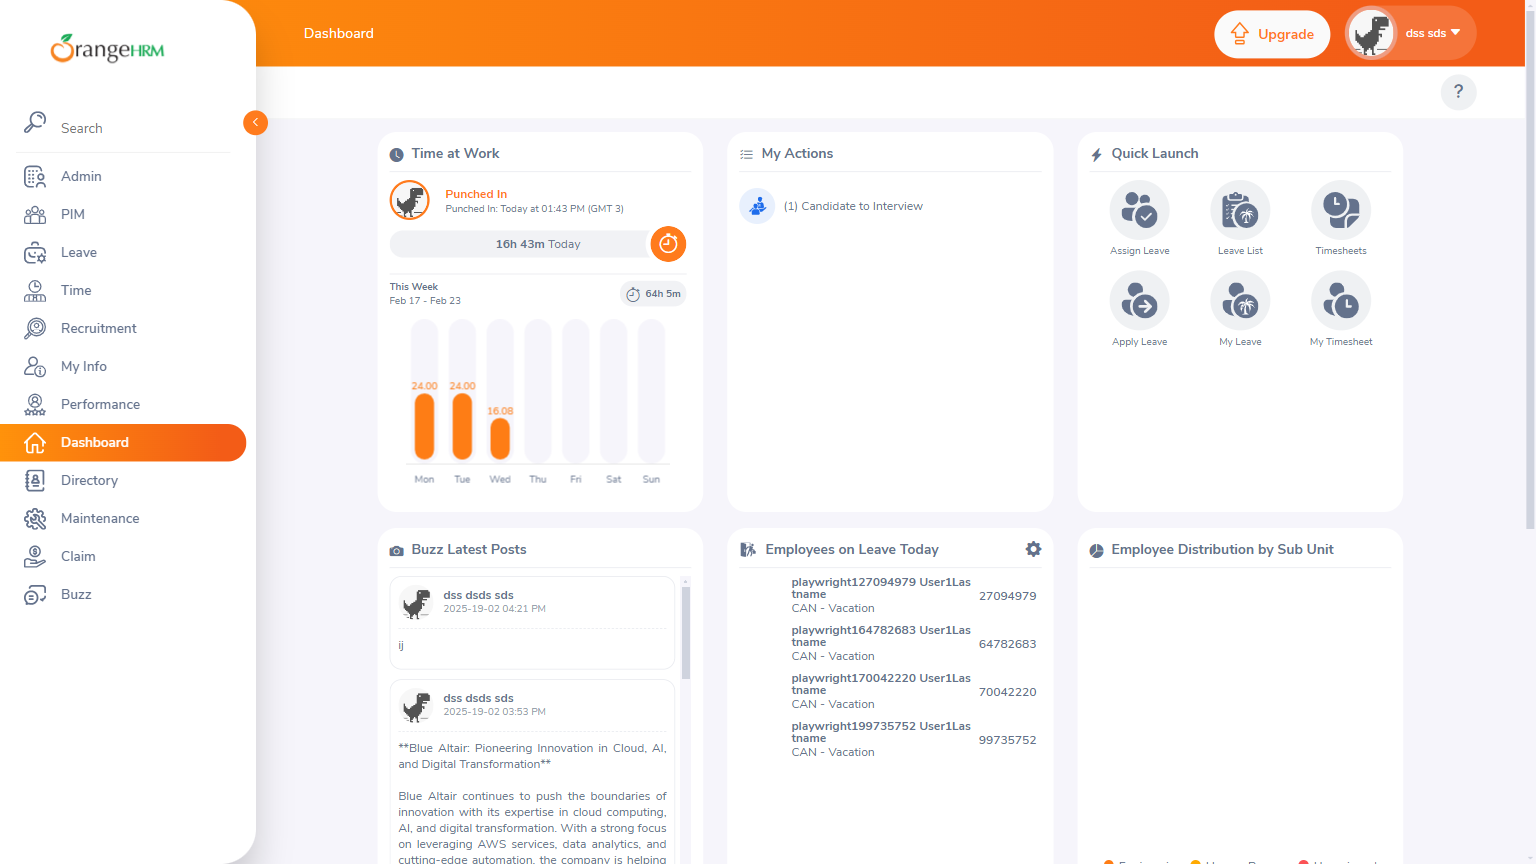 OrangeHRM
Search
Admin
PIM
Leave
Time
Recruitment
My Info
Performance
Dashboard
Directory
Maintenance
Claim
Buzz
Dashboard
Upgrade
dss sds
?
Time at Work
Punched In
Punched In: Today at 01:43 PM (GMT 3)
16h 43m Today
This Week
Feb 17 - Feb 23
64h 5m
24.00 24.00 16.08
Mon Tue Wed Thu Fri Sat Sun
My Actions
(1) Candidate to Interview
Quick Launch
Assign Leave Leave List Timesheets
Apply Leave My Leave My Timesheet
Buzz Latest Posts
dss dsds sds
2025-19-02 04:21 PM
ij
dss dsds sds
2025-19-02 03:53 PM
**Blue Altair: Pioneering Innovation in Cloud, AI,
and Digital Transformation**
Blue Altair continues to push the boundaries of
innovation with its expertise in cloud computing,
AI, and digital transformation. With a strong focus
on leveraging AWS services, data analytics, and
cutting-edge automation, the company is helping
Employees on Leave Today
playwright127094979 User1Las
tname
27094979
CAN - Vacation
playwright164782683 User1Las
tname
64782683
CAN - Vacation
playwright170042220 User1Las
tname
70042220
CAN - Vacation
playwright199735752 User1Las
tname
99735752
CAN - Vacation
Employee Distribution by Sub Unit